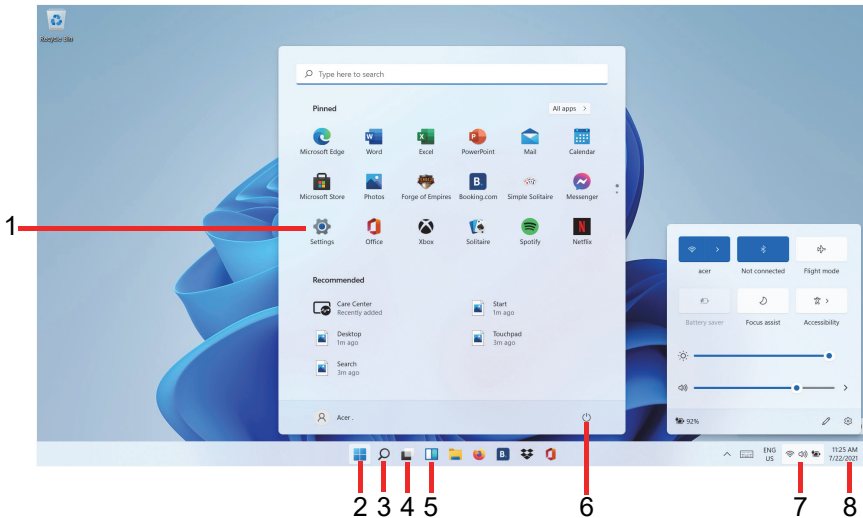 Recycle Bin
Type here to search
Pinned
All apps >
Microsoft Edge
Word
Excel
PowerPoint
Mail
Calendar
Microsoft Store
Photos
Forge of Empires
Booking.com
Simple Solitaire
Messenger
1
Settings
Office
Xbox
Solitaire
Spotify
Netflix
Recommended
Care Center
Recently added
Start
1m ago
Desktop
1m ago
Touchpad
3m ago
Search
3m ago
Acer .
acer
Not connected
Flight mode
Battery saver
Focus assist
Accessibility
92%
ENG
US
11:25 AM
7/22/2021
2 3 4 5 6 7 8